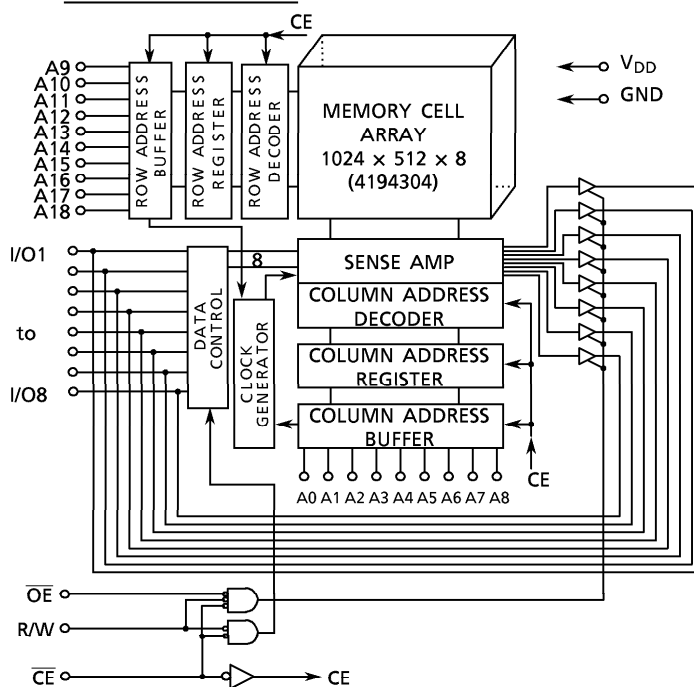 CE
A9
A10
A11
A12
A13
A14
A15
A16
A17
A18
ROW ADDRESS
BUFFER
ROW ADDRESS
REGISTER
ROW ADDRESS
DECODER
MEMORY CELL
ARRAY
1024 × 512 × 8
(4194304)
VDD
GND
I/O1
to
I/O8
DATA
CONTROL
8
CLOCK
GENERATOR
SENSE AMP
COLUMN ADDRESS
DECODER
COLUMN ADDRESS
REGISTER
COLUMN ADDRESS
BUFFER
CE
A0 A1 A2 A3 A4 A5 A6 A7 A8
O̅E̅
R/W
C̅E̅
CE